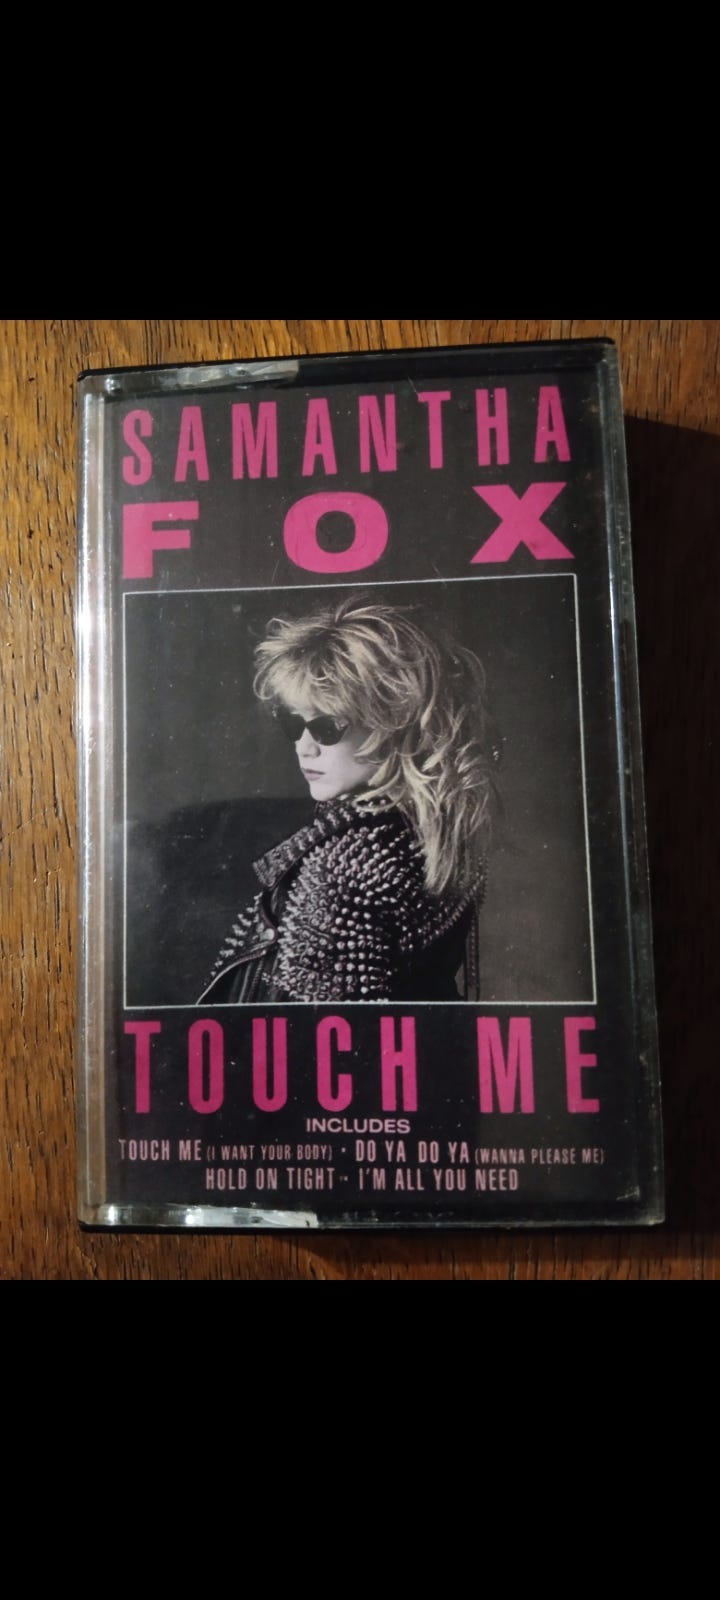 SAMANTHA
FOX
TOUCH ME
INCLUDES
TOUCH ME (I WANT YOUR BODY) · DO YA DO YA (WANNA PLEASE ME)
HOLD ON TIGHT · I'M ALL YOU NEED